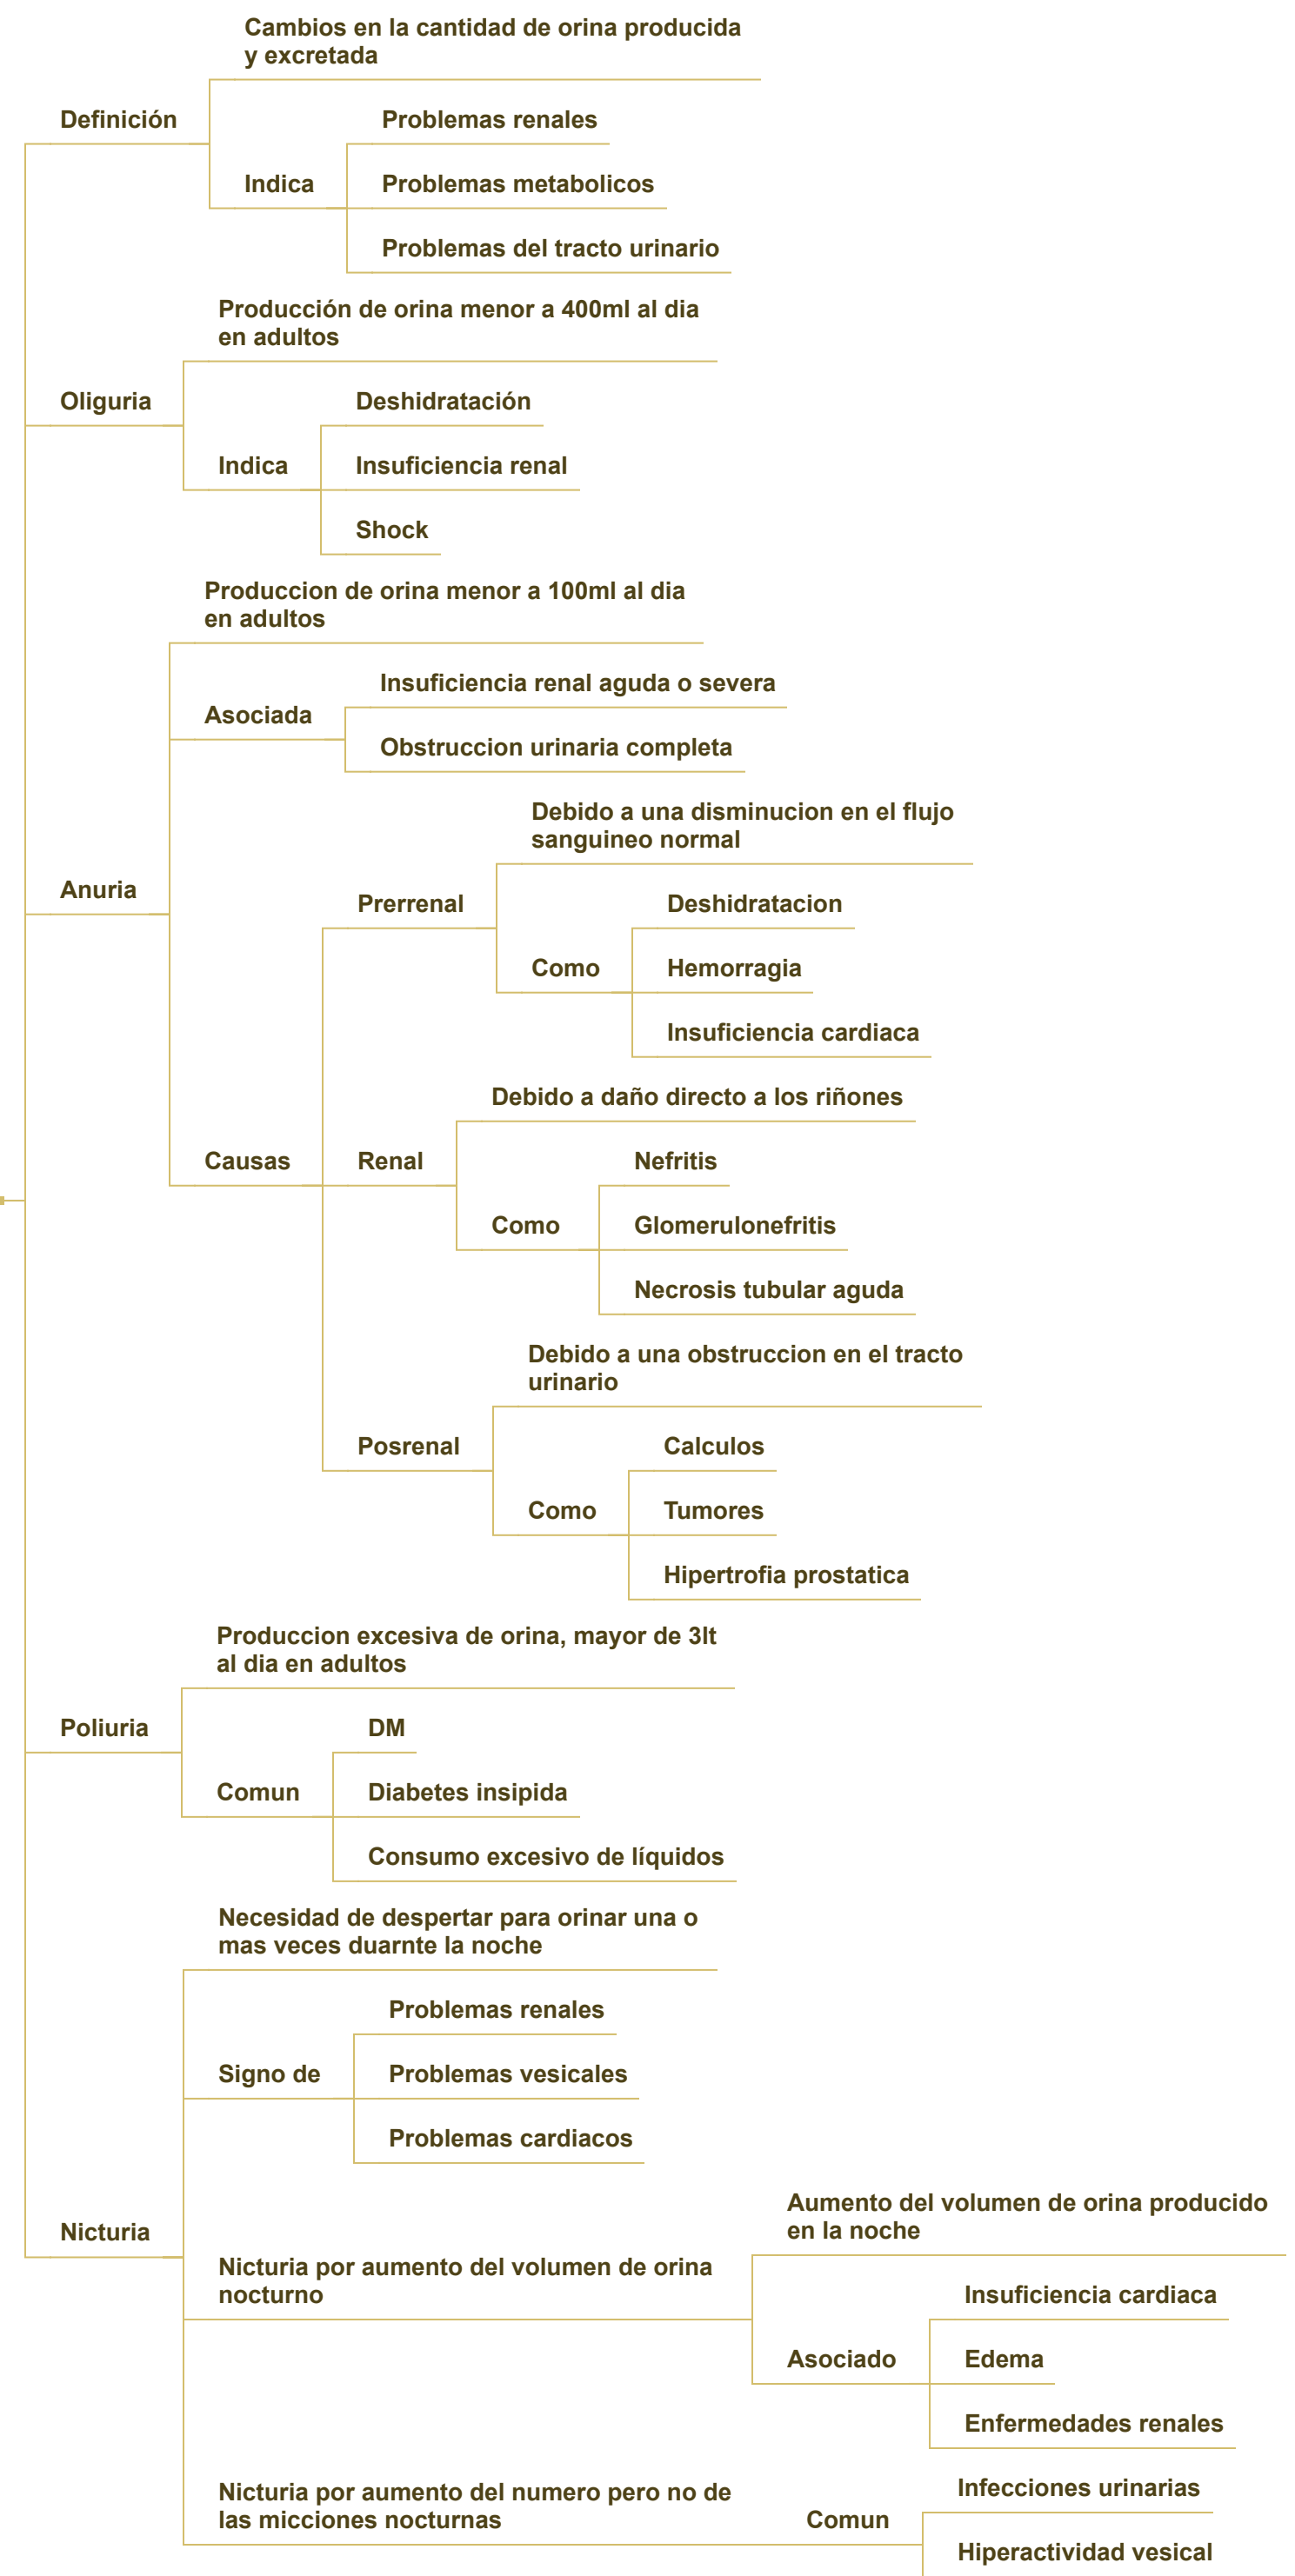 Cambios en la cantidad de orina producida
y excretada
Definición
Problemas renales
Indica
Problemas metabolicos
Problemas del tracto urinario
Producción de orina menor a 400ml al dia
en adultos
Oliguria
Deshidratación
Indica
Insuficiencia renal
Shock
Produccion de orina menor a 100ml al dia
en adultos
Insuficiencia renal aguda o severa
Asociada
Obstruccion urinaria completa
Debido a una disminucion en el flujo
sanguineo normal
Anuria
Prerrenal
Deshidratacion
Como
Hemorragia
Insuficiencia cardiaca
Debido a daño directo a los riñones
Causas
Renal
Nefritis
Como
Glomerulonefritis
Necrosis tubular aguda
Debido a una obstruccion en el tracto
urinario
Posrenal
Calculos
Como
Tumores
Hipertrofia prostatica
Produccion excesiva de orina, mayor de 3lt
al dia en adultos
Poliuria
DM
Comun
Diabetes insipida
Consumo excesivo de líquidos
Necesidad de despertar para orinar una o
mas veces duarnte la noche
Problemas renales
Signo de
Problemas vesicales
Problemas cardiacos
Nicturia
Aumento del volumen de orina producido
en la noche
Nicturia por aumento del volumen de orina
nocturno
Insuficiencia cardiaca
Asociado
Edema
Enfermedades renales
Nicturia por aumento del numero pero no de
las micciones nocturnas
Infecciones urinarias
Comun
Hiperactividad vesical